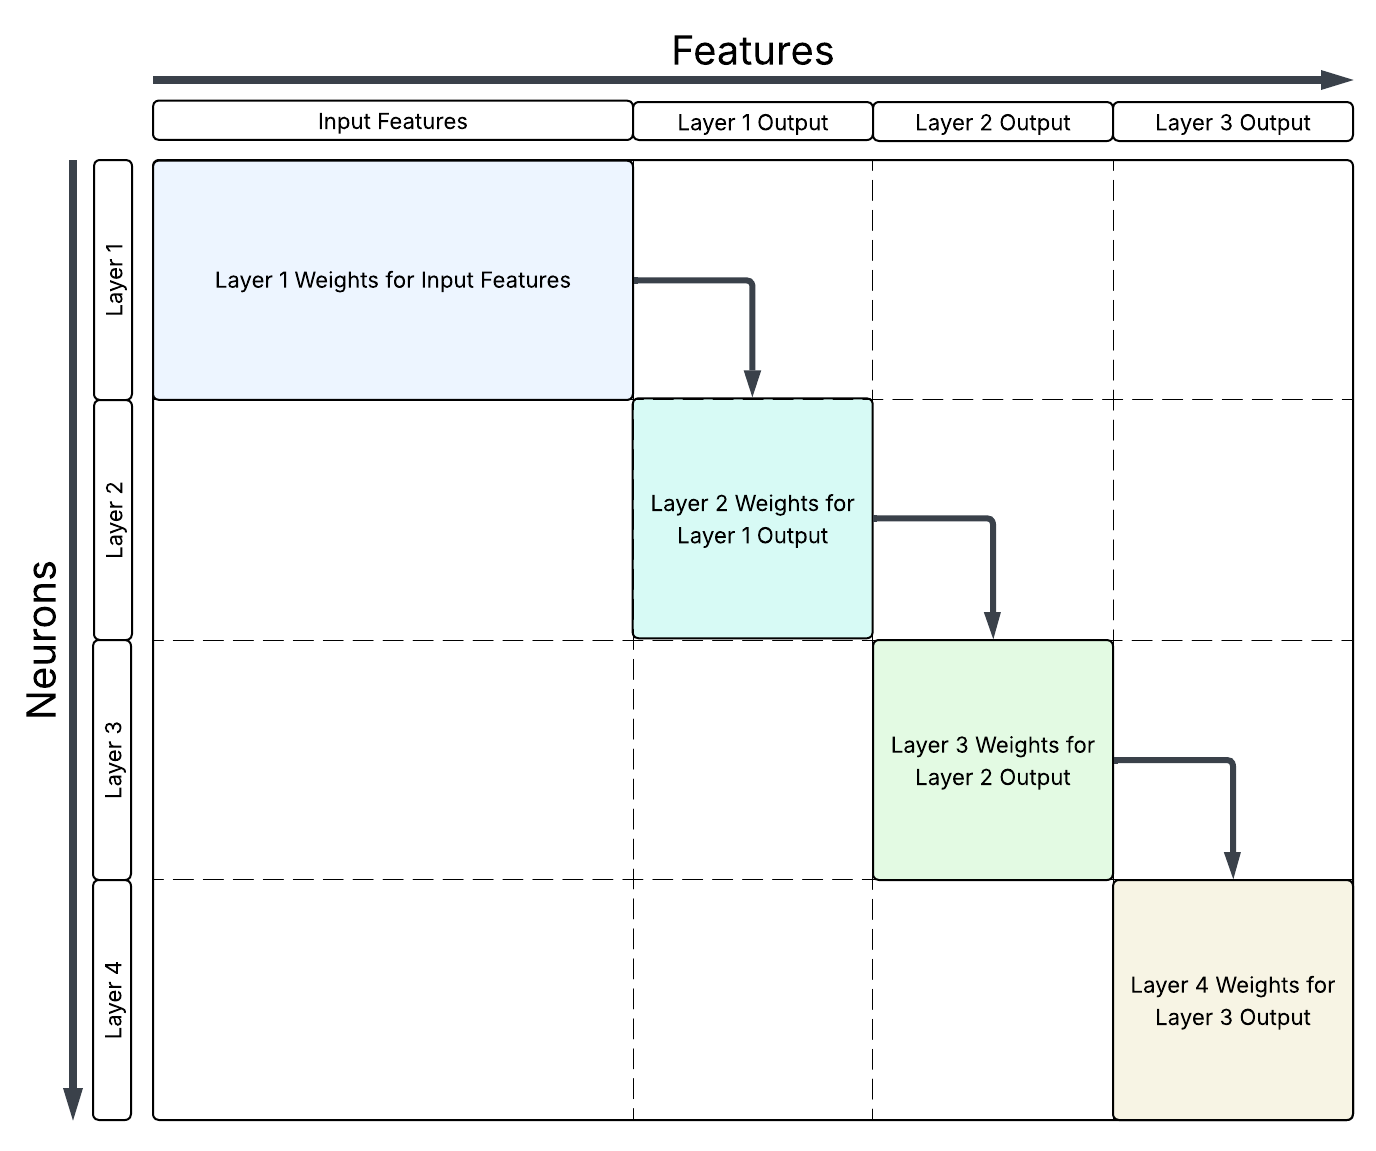 Features
Input Features
Layer 1 Output
Layer 2 Output
Layer 3 Output
Neurons
Layer 1
Layer 1 Weights for Input Features
Layer 2
Layer 2 Weights for
Layer 1 Output
Layer 3
Layer 3 Weights for
Layer 2 Output
Layer 4
Layer 4 Weights for
Layer 3 Output